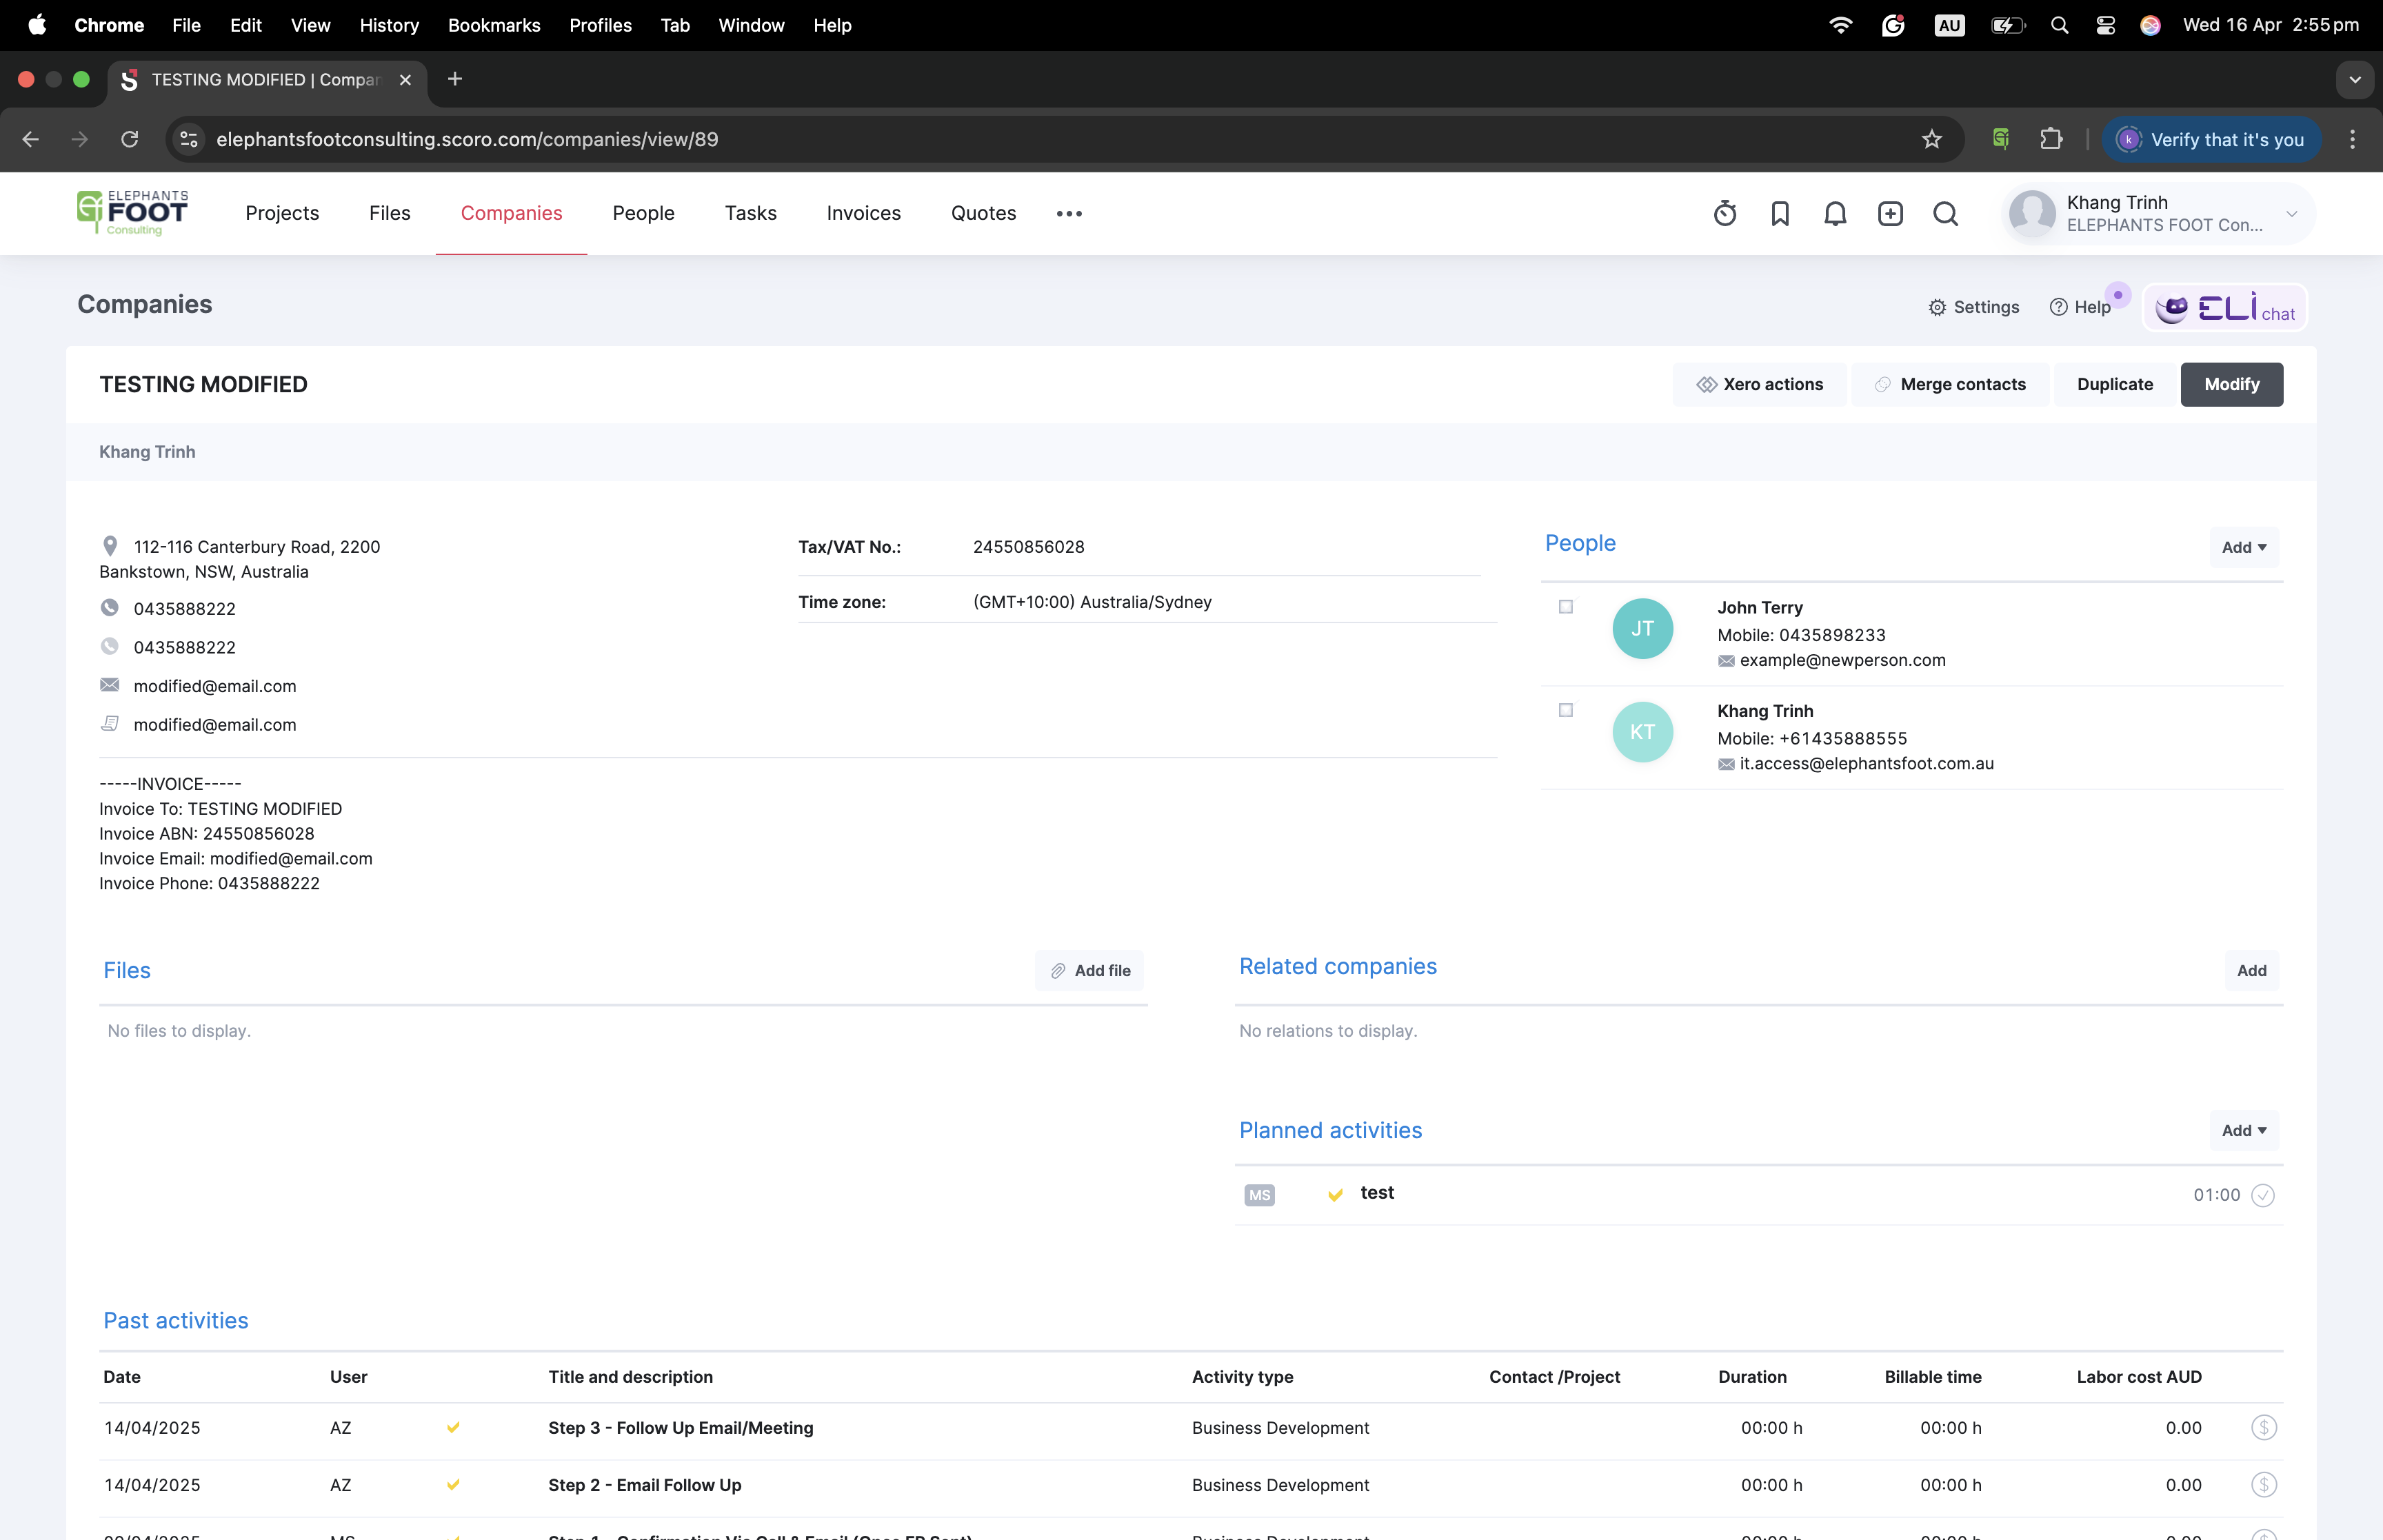 Chrome File Edit View History Bookmarks Profiles Tab Window Help AU Wed 16 Apr 2:55 pm
TESTING MODIFIED | Compan
elephantsfootconsulting.scoro.com/companies/view/89 k Verify that it's you
ELEPHANTS FOOT Consulting Projects Files Companies People Tasks Invoices Quotes ••• Khang Trinh
ELEPHANTS FOOT Con...
Companies Settings Help ELi chat
TESTING MODIFIED Xero actions Merge contacts Duplicate Modify
Khang Trinh
112-116 Canterbury Road, 2200
Bankstown, NSW, Australia
0435888222
0435888222
modified@email.com
modified@email.com
Tax/VAT No.: 24550856028
Time zone: (GMT+10:00) Australia/Sydney
People Add
JT John Terry
Mobile: 0435898233
example@newperson.com
KT Khang Trinh
Mobile: +61435888555
it.access@elephantsfoot.com.au
-----INVOICE-----
Invoice To: TESTING MODIFIED
Invoice ABN: 24550856028
Invoice Email: modified@email.com
Invoice Phone: 0435888222
Files Add file
No files to display.
Related companies Add
No relations to display.
Planned activities Add
MS test 01:00
Past activities
Date User Title and description Activity type Contact /Project Duration Billable time Labor cost AUD
14/04/2025 AZ Step 3 - Follow Up Email/Meeting Business Development 00:00 h 00:00 h 0.00 $
14/04/2025 AZ Step 2 - Email Follow Up Business Development 00:00 h 00:00 h 0.00 $